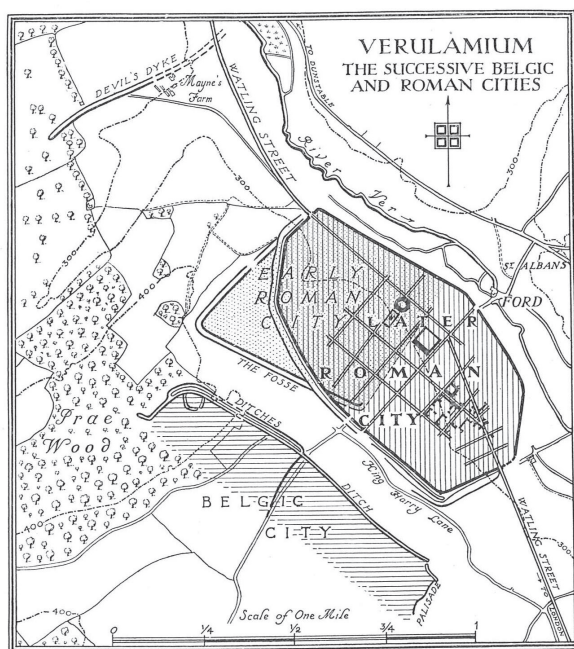 VERULAMIUM
THE SUCCESSIVE BELGIC
AND ROMAN CITIES
TO DUNSTABLE
DEVIL'S DYKE
Mayne's
Farm
WATLING STREET
River Ver
300
300
400
ST. ALBANS
FORD
EARLY
ROMAN
CITY
LATER
ROMAN
CITY
THE FOSSE
DITCHES
Prae
Wood
King Harry Lane
DITCH
BELGIC
CITY
400
WATLING STREET
TO LONDON
PALISADE
400
Scale of One Mile
0 1/4 1/2 3/4 1